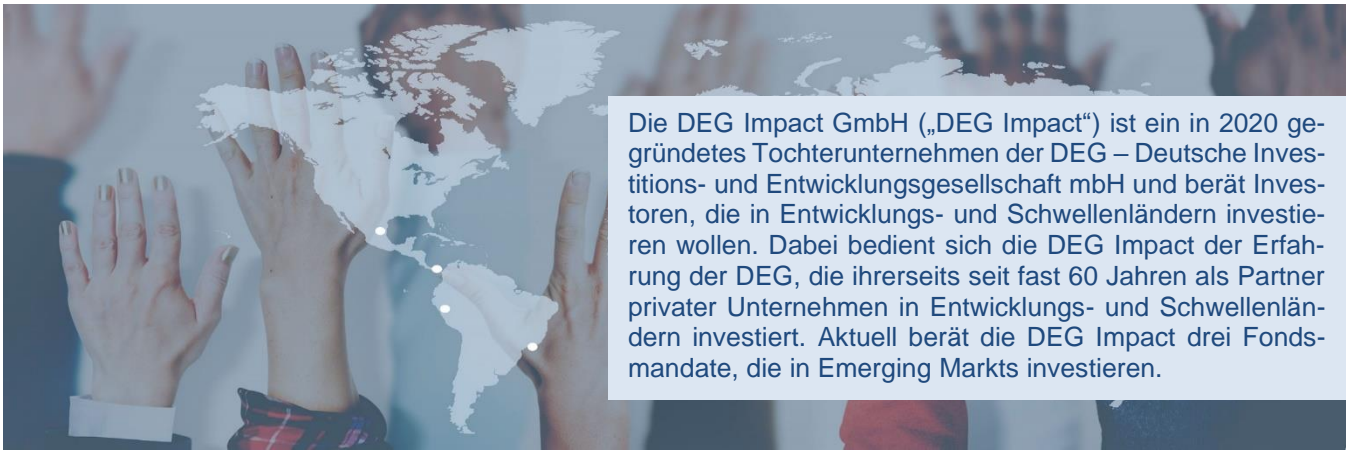 Die DEG Impact GmbH („DEG Impact“) ist ein in 2020 ge-
gründetes Tochterunternehmen der DEG – Deutsche Inves-
titions- und Entwicklungsgesellschaft mbH und berät Inves-
toren, die in Entwicklungs- und Schwellenländern investie-
ren wollen. Dabei bedient sich die DEG Impact der Erfah-
rung der DEG, die ihrerseits seit fast 60 Jahren als Partner
privater Unternehmen in Entwicklungs- und Schwellenlän-
dern investiert. Aktuell berät die DEG Impact drei Fonds-
mandate, die in Emerging Markts investieren.